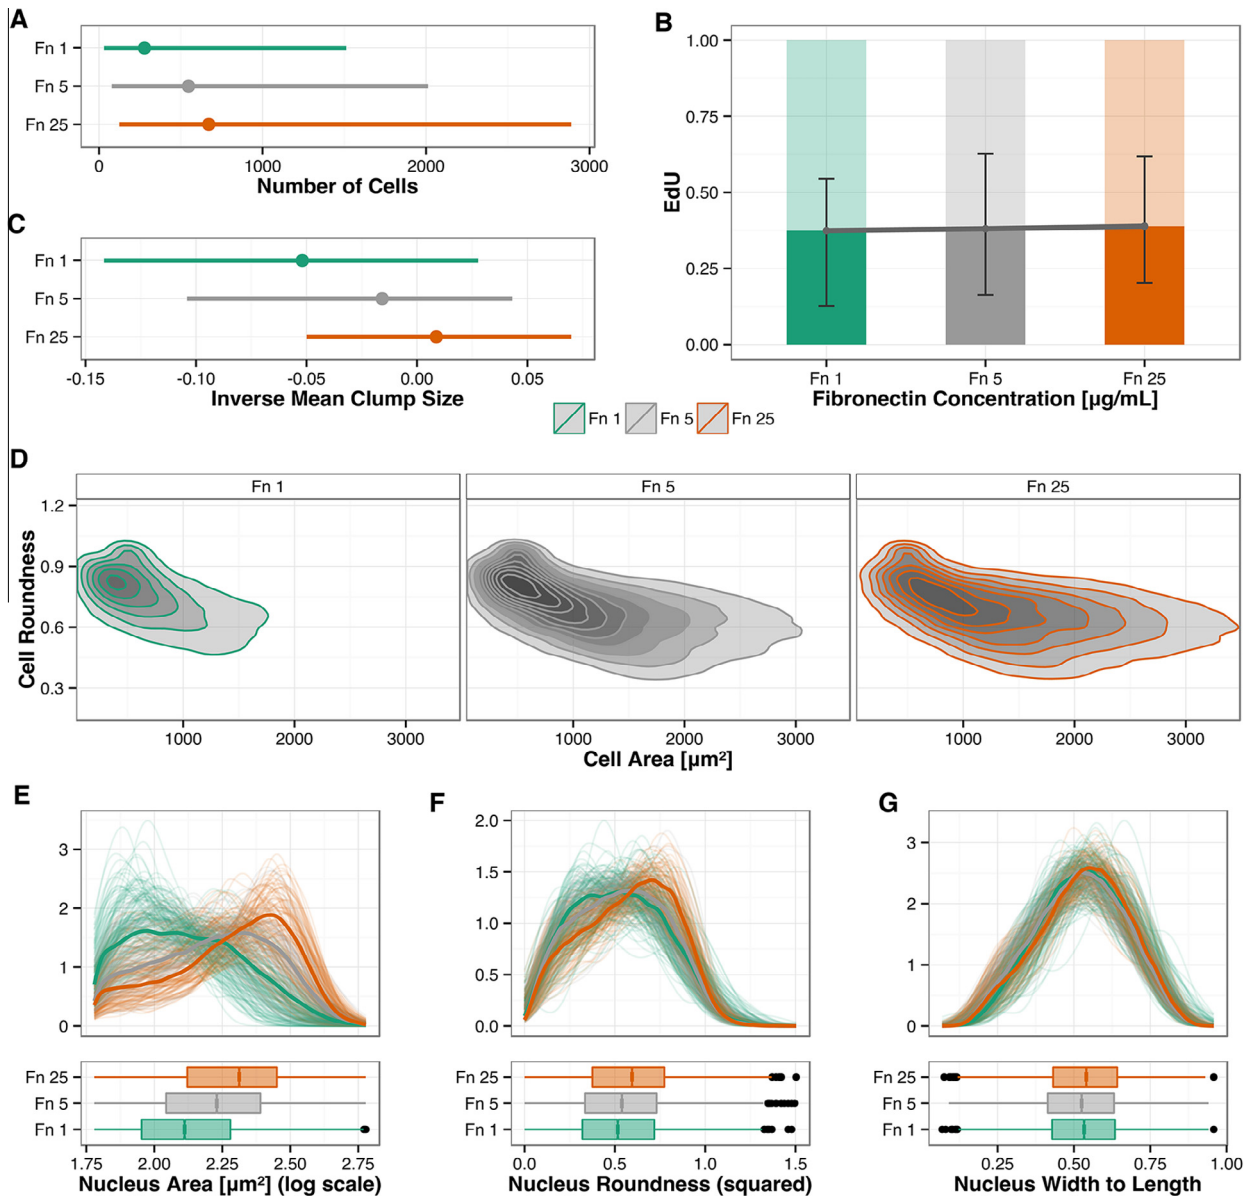 A
Fn 1
Fn 5
Fn 25
0 1000 2000 3000
Number of Cells
B
1.00
0.75
0.50
0.25
0.00
EdU
Fn 1 Fn 5 Fn 25
Fibronectin Concentration [µg/mL]
C
Fn 1
Fn 5
Fn 25
-0.15 -0.10 -0.05 0.00 0.05
Inverse Mean Clump Size
Fn 1 Fn 5 Fn 25
D
Fn 1 Fn 5 Fn 25
1.2
0.9
0.6
0.3
Cell Roundness
1000 2000 3000 1000 2000 3000 1000 2000 3000
Cell Area [µm²]
E
3
2
1
0
Fn 25
Fn 5
Fn 1
1.75 2.00 2.25 2.50 2.75
Nucleus Area [µm²] (log scale)
F
2.0
1.5
1.0
0.5
0.0
Fn 25
Fn 5
Fn 1
0.0 0.5 1.0 1.5
Nucleus Roundness (squared)
G
3
2
1
0
Fn 25
Fn 5
Fn 1
0.25 0.50 0.75 1.00
Nucleus Width to Length